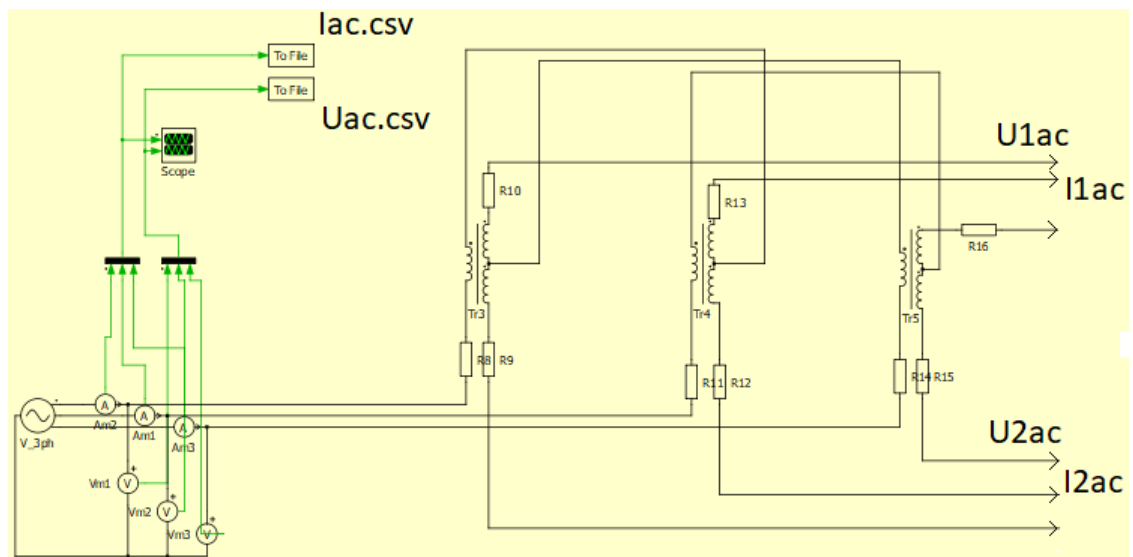 Iac.csv
To File
To File
Uac.csv
Scope
U1ac
I1ac
R10
R13
R16
Tr3
Tr4
Tr5
R8
R9
R11
R12
R14
R15
A
Am2
A
Am1
A
Am3
V_3ph
U2ac
I2ac
Vm1
V
Vm2
V
Vm3
V